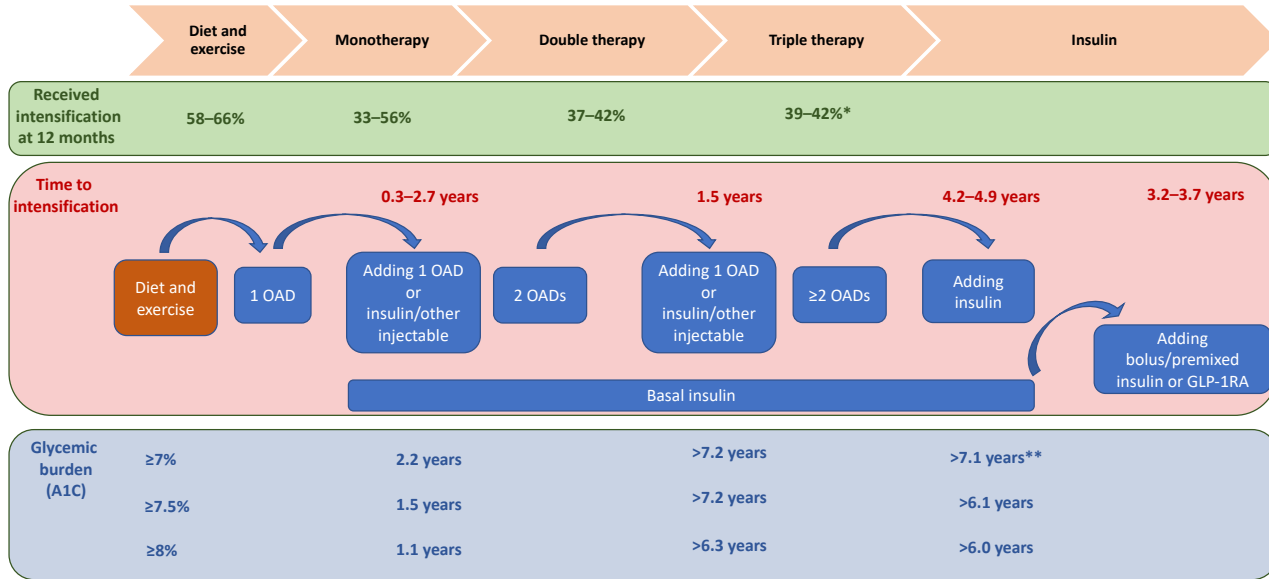 Diet and
exercise
Monotherapy
Double therapy
Triple therapy
Insulin
Received
intensification
at 12 months
58–66%
33–56%
37–42%
39–42%*
Time to
intensification
0.3–2.7 years
1.5 years
4.2–4.9 years
3.2–3.7 years
Diet and
exercise
1 OAD
Adding 1 OAD
or
insulin/other
injectable
2 OADs
Adding 1 OAD
or
insulin/other
injectable
≥2 OADs
Adding
insulin
Adding
bolus/premixed
insulin or GLP-1RA
Basal insulin
Glycemic
burden
(A1C)
≥7%
2.2 years
>7.2 years
>7.1 years**
≥7.5%
1.5 years
>7.2 years
>6.1 years
≥8%
1.1 years
>6.3 years
>6.0 years